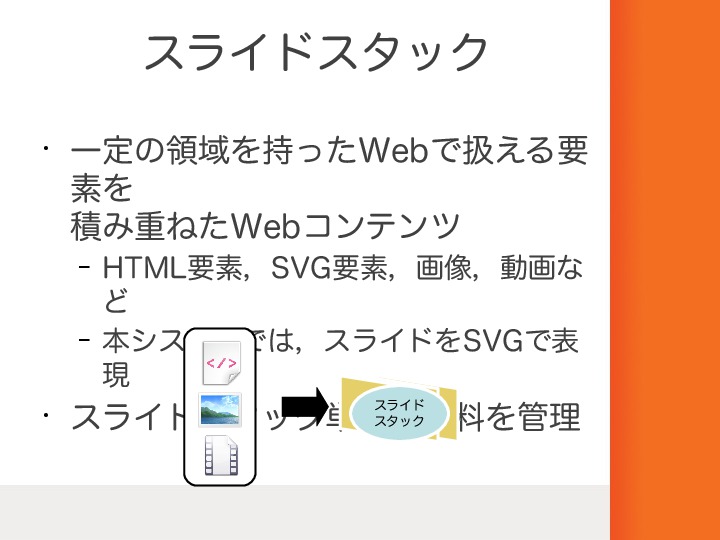 スライドスタック
・一定の領域を持ったWebで扱える要
素を
積み重ねたWebコンテンツ
–HTML要素，SVG要素，画像，動画な
ど
–本シス では，スライドをSVGで表
現
・スライド タック単 料を管理
</>
スライド
スタック